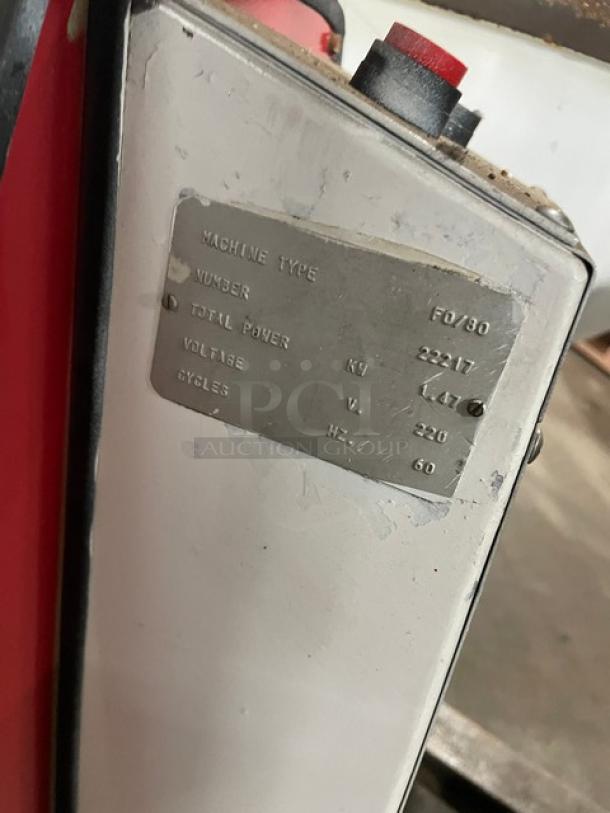 MACHINE TYPE FO/80
NUMBER 22217
TOTAL POWER KW 1.47
VOLTAGE V. 220
CYCLES HZ. 60
PCI
AUCTION GROUP